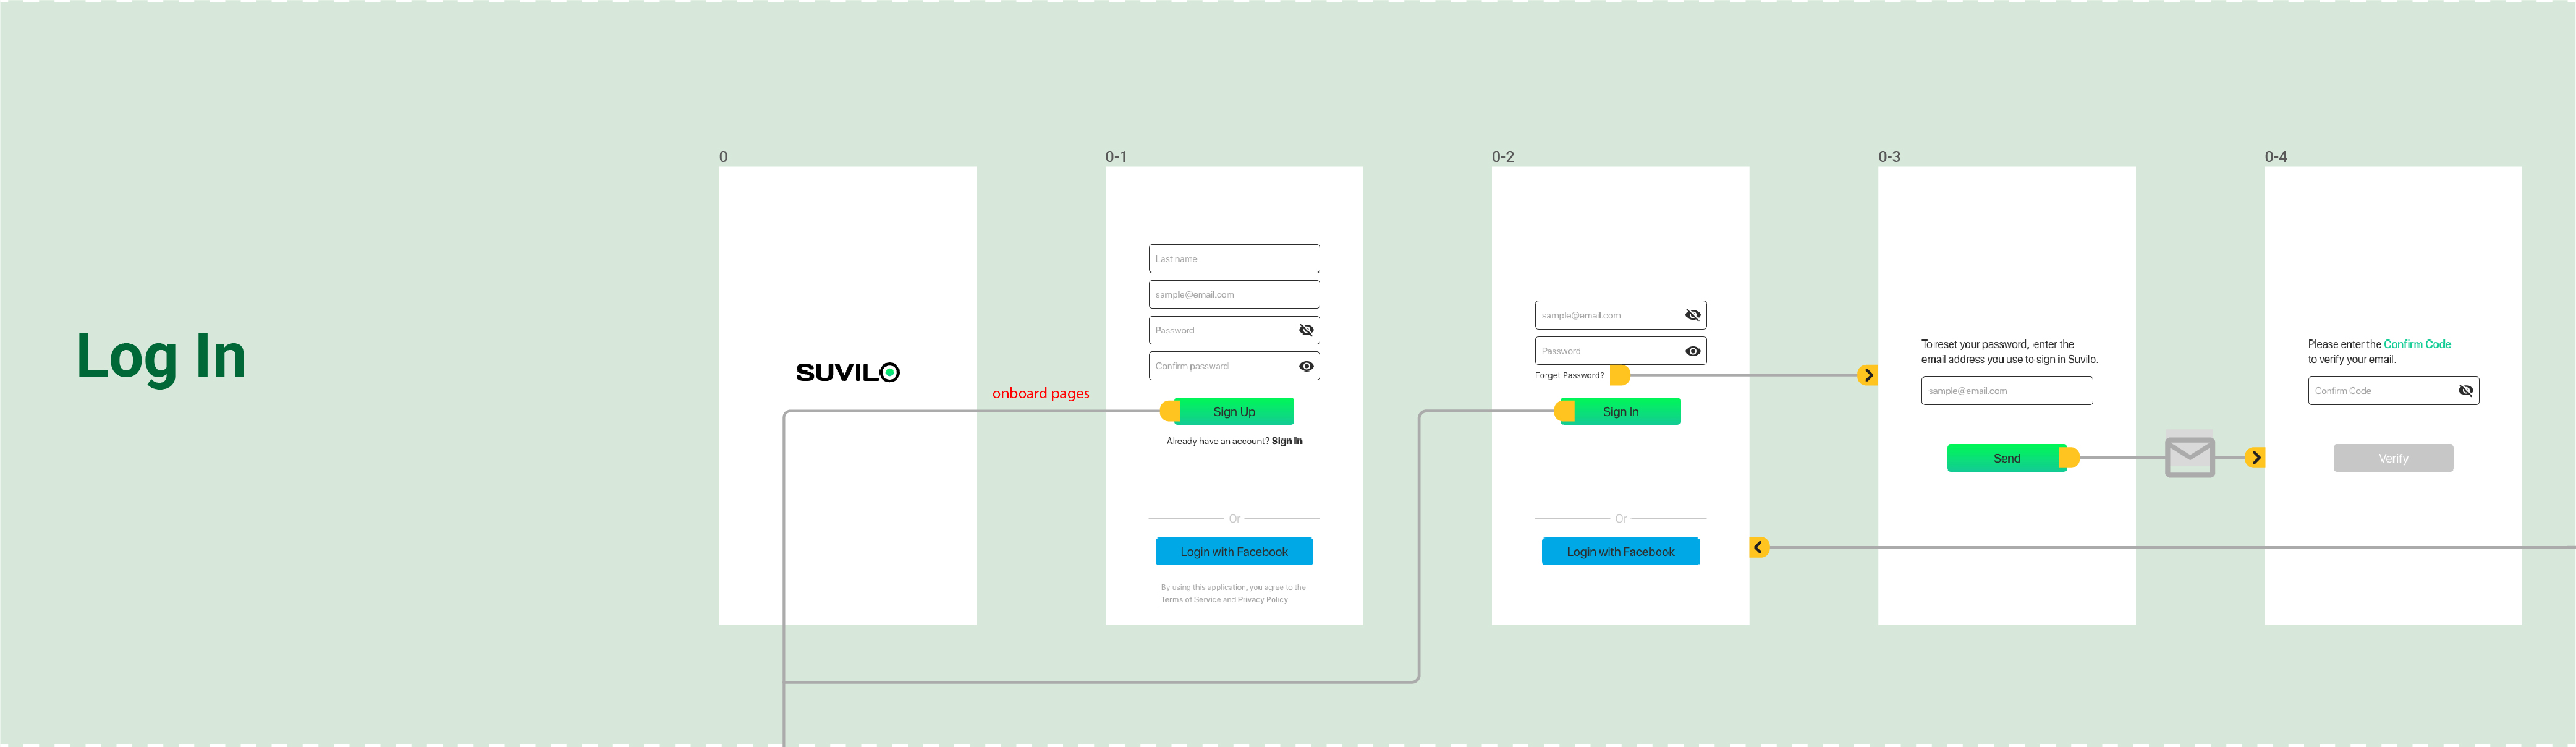 Log In
0
SUVILO
onboard pages
0-1
Last name
sample@email.com
Password
Confirm password
Sign Up
Already have an account? Sign In
Or
Login with Facebook
By using this application, you agree to the
Terms of Service and Privacy Policy.
0-2
sample@email.com
Password
Forget Password?
Sign In
Or
Login with Facebook
0-3
To reset your password, enter the
email address you use to sign in Suvilo.
sample@email.com
Send
0-4
Please enter the Confirm Code
to verify your email.
Confirm Code
Verify